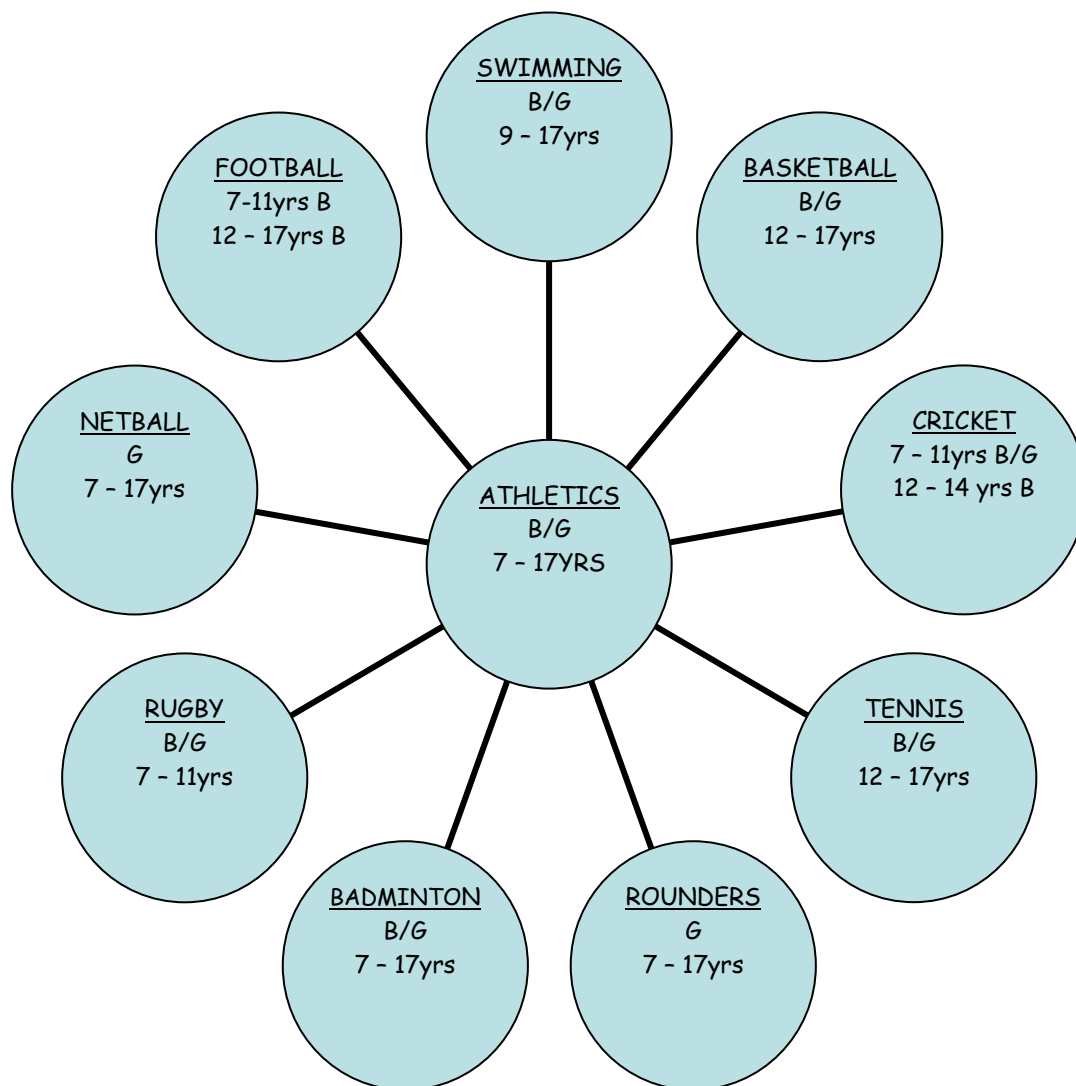 SWIMMING
B/G
9 – 17yrs
FOOTBALL
7-11yrs B
12 – 17yrs B
BASKETBALL
B/G
12 – 17yrs
NETBALL
G
7 – 17yrs
ATHLETICS
B/G
7 – 17YRS
CRICKET
7 – 11yrs B/G
12 – 14 yrs B
RUGBY
B/G
7 – 11yrs
TENNIS
B/G
12 – 17yrs
BADMINTON
B/G
7 – 17yrs
ROUNDERS
G
7 – 17yrs